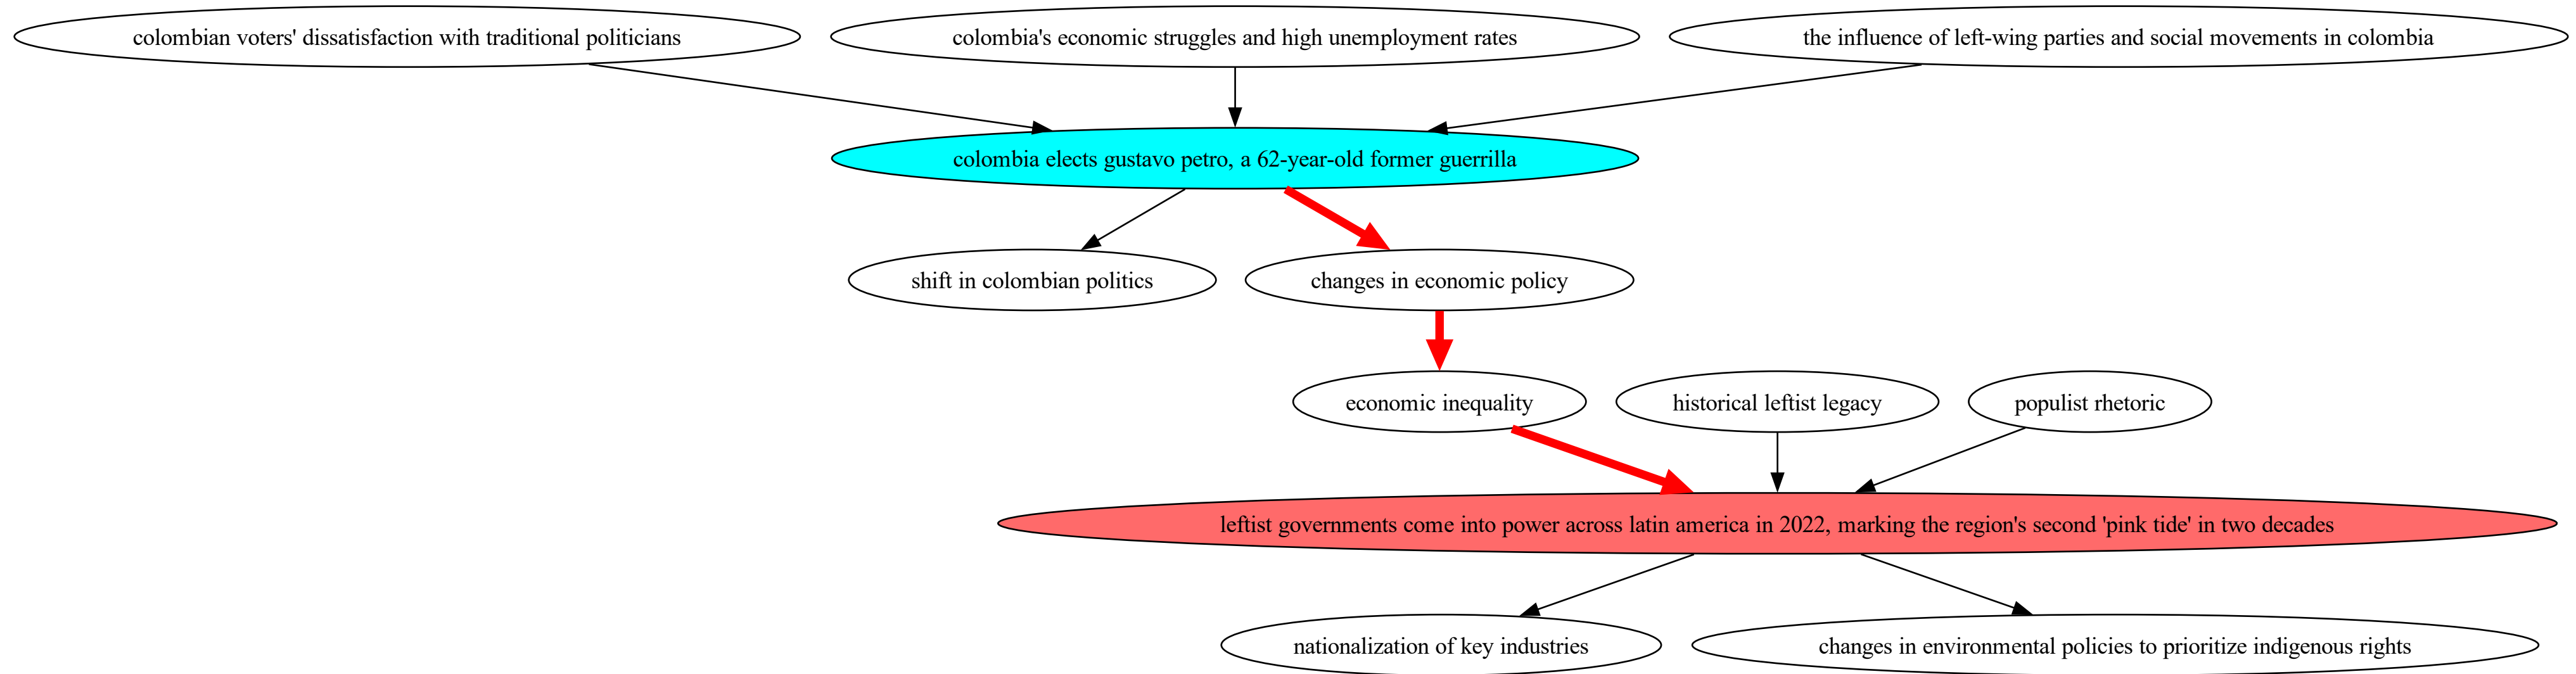 colombian voters' dissatisfaction with traditional politicians
colombia's economic struggles and high unemployment rates
the influence of left-wing parties and social movements in colombia
colombia elects gustavo petro, a 62-year-old former guerrilla
shift in colombian politics
changes in economic policy
economic inequality
historical leftist legacy
populist rhetoric
leftist governments come into power across latin america in 2022, marking the region's second 'pink tide' in two decades
nationalization of key industries
changes in environmental policies to prioritize indigenous rights